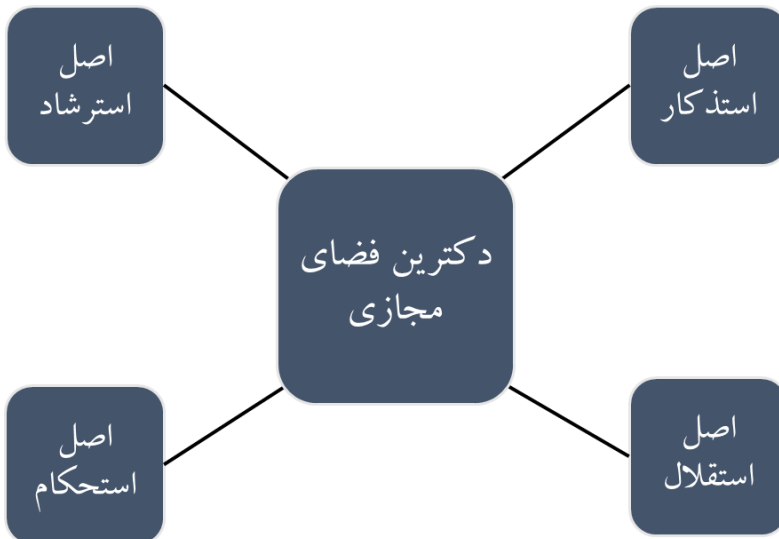 اصل
استذکار
اصل
استرشاد
دکترین فضای
مجازی
اصل
استقلال
اصل
استحکام